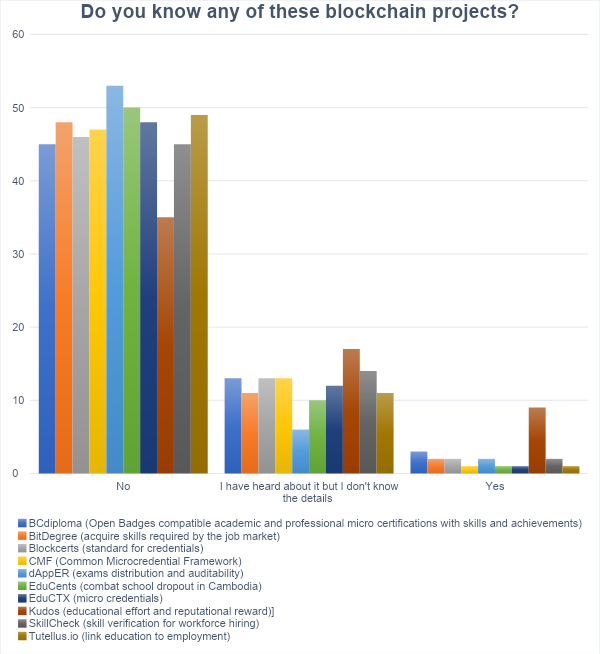 Do you know any of these blockchain projects?
60
50
40
30
20
10
0
No
I have heard about it but I don't know
the details
Yes
BCdiploma (Open Badges compatible academic and professional micro certifications with skills and achievements)
BitDegree (acquire skills required by the job market)
Blockcerts (standard for credentials)
CMF (Common Microcredential Framework)
dAppER (exams distribution and auditability)
EduCents (combat school dropout in Cambodia)
EduCTX (micro credentials)
Kudos (educational effort and reputational reward)]
SkillCheck (skill verification for workforce hiring)
Tutellus.io (link education to employment)